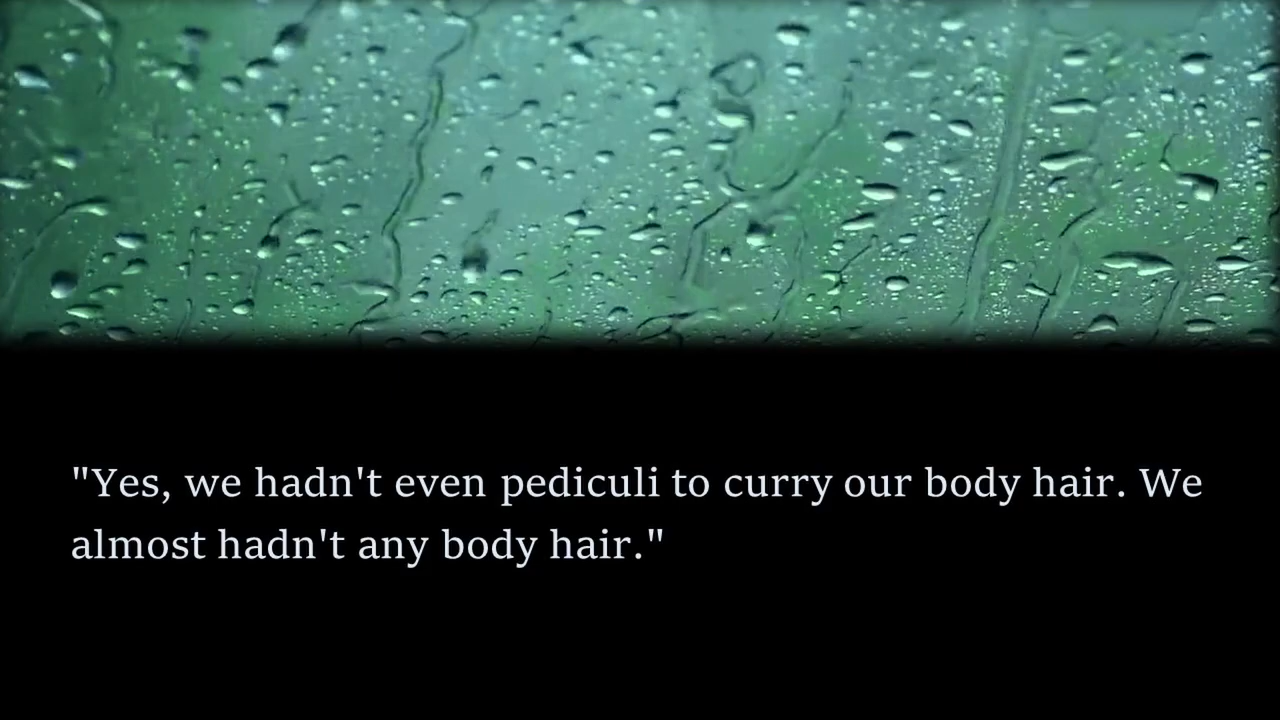 "Yes, we hadn't even pediculi to curry our body hair. We
almost hadn't any body hair."